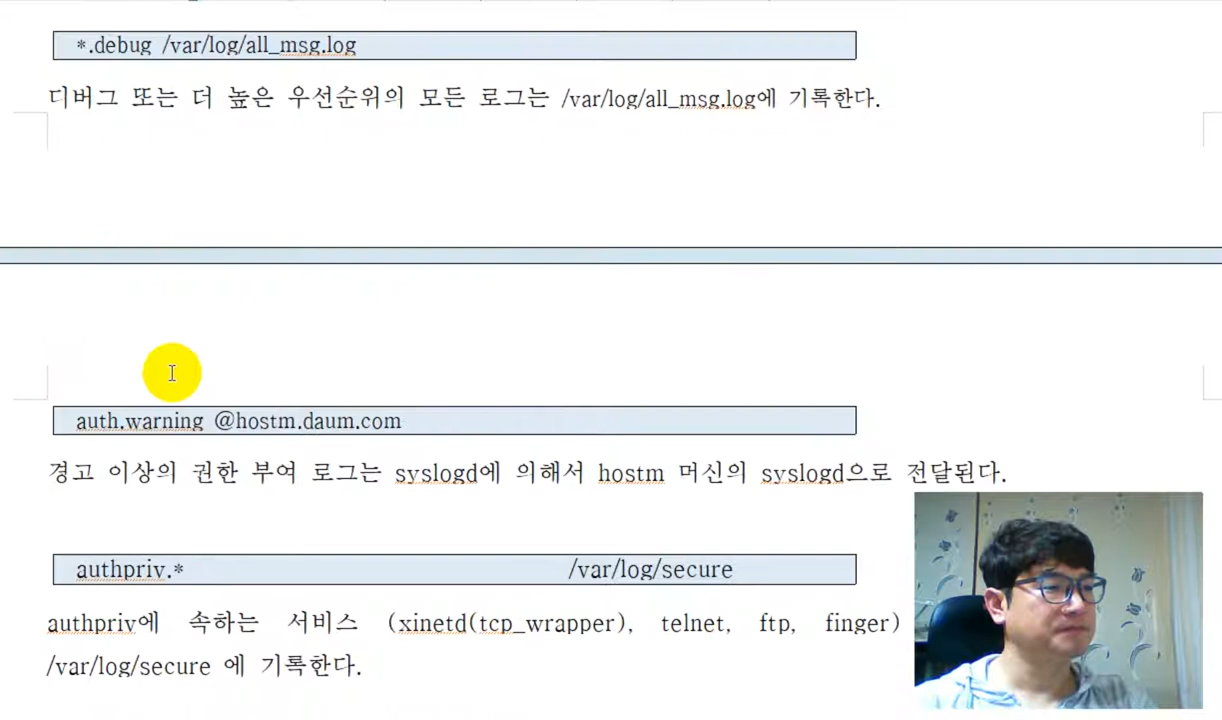 *.debug /var/log/all_msg.log
디버그 또는 더 높은 우선순위의 모든 로그는 /var/log/all_msg.log에 기록한다.
auth.warning @hostm.daum.com
경고 이상의 권한 부여 로그는 syslogd에 의해서 hostm 머신의 syslogd으로 전달된다.
authpriv.* /var/log/secure
authpriv에 속하는 서비스 (xinetd(tcp_wrapper), telnet, ftp, finger)
/var/log/secure 에 기록한다.